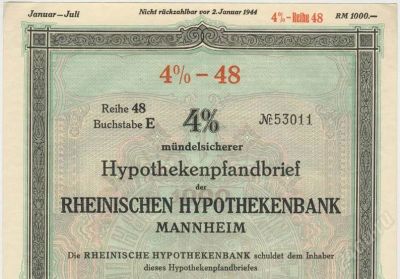 Januar—Juli Nicht rückzahlbar vor 2. Januar 1944 4%-Reihe 48 RM 1000.—
4%-48
Reihe 48
Buchstabe E 4% № 53011
mündelsicherer
Hypothekenpfandbrief
der
RHEINISCHEN HYPOTHEKENBANK
MANNHEIM
Die RHEINISCHE HYPOTHEKENBANK schuldet dem Inhaber
dieses Hypothekenpfandbriefes